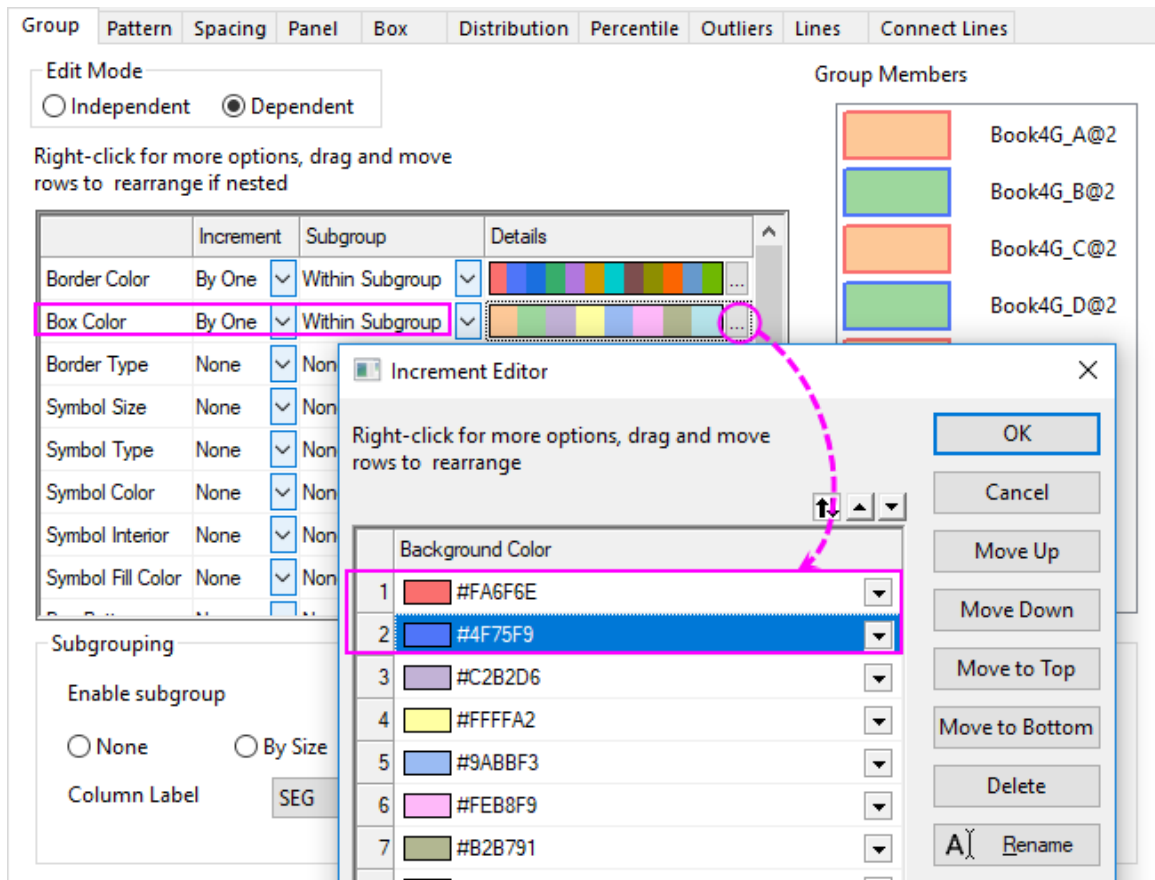 Group Pattern Spacing Panel Box Distribution Percentile Outliers Lines Connect Lines
Edit Mode
Independent Dependent
Group Members
Right-click for more options, drag and move
rows to rearrange if nested
Book4G_A@2
Book4G_B@2
Book4G_C@2
Book4G_D@2
Increment Subgroup Details
Border Color By One Within Subgroup ...
Box Color By One Within Subgroup ...
Border Type None
Symbol Size None
Symbol Type None
Symbol Color None
Symbol Interior None
Symbol Fill Color None
Subgrouping
Enable subgroup
None By Size
Column Label SEG
Increment Editor
Right-click for more options, drag and move
rows to rearrange
Background Color
1 #FA6F6E
2 #4F75F9
3 #C2B2D6
4 #FFFFA2
5 #9ABBF3
6 #FEB8F9
7 #B2B791
OK
Cancel
Move Up
Move Down
Move to Top
Move to Bottom
Delete
Rename